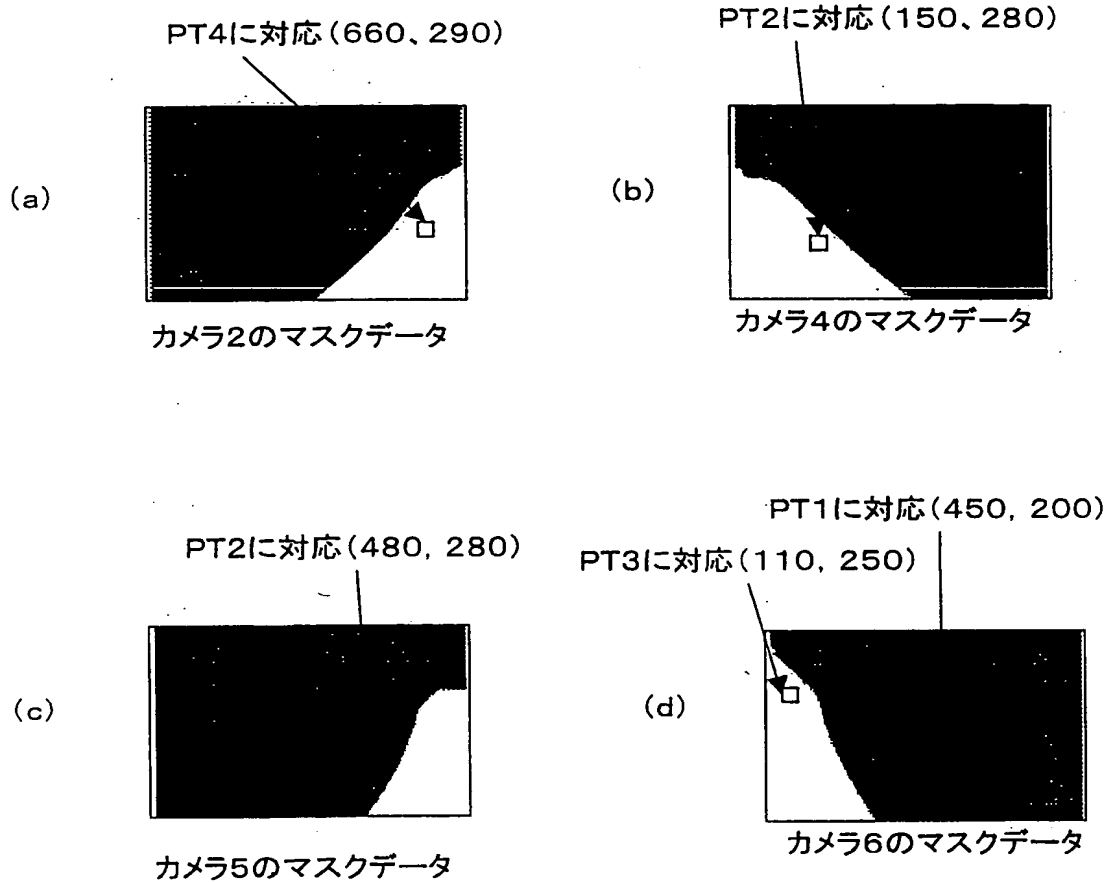 PT4に対応(660、290)
PT2に対応(150、280)
(a)
(b)
カメラ2のマスクデータ
カメラ4のマスクデータ
PT1に対応(450, 200)
PT2に対応(480, 280)
PT3に対応(110, 250)
(c)
(d)
カメラ5のマスクデータ
カメラ6のマスクデータ